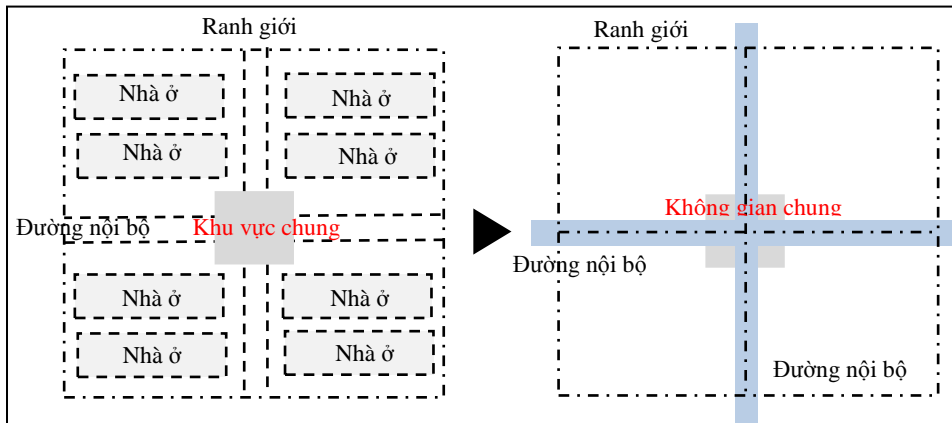 Ranh giới
Nhà ở
Nhà ở
Nhà ở
Nhà ở
Đường nội bộ
Khu vực chung
Nhà ở
Nhà ở
Nhà ở
Nhà ở
Ranh giới
Không gian chung
Đường nội bộ
Đường nội bộ